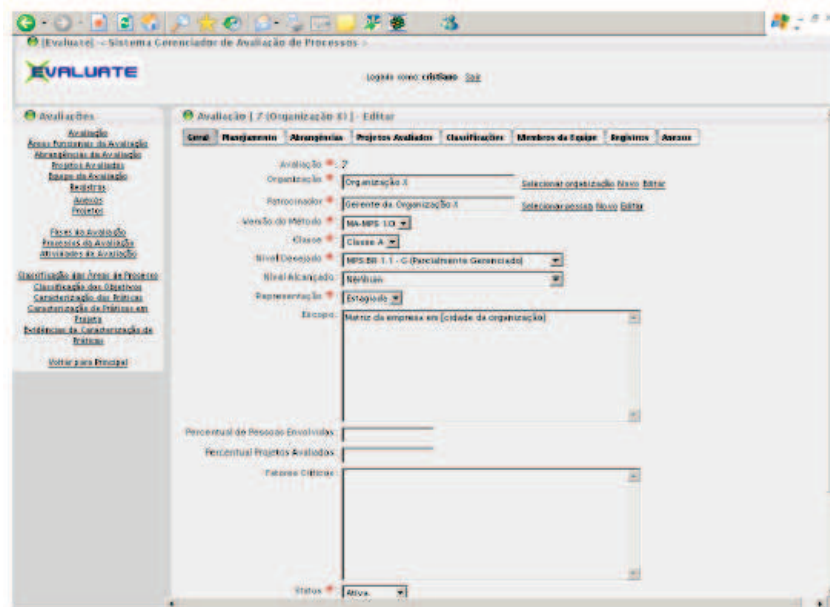 [Evaluate] - Sistema Gerenciador de Avaliação de Processos -
EVALUATE
Logado como: cristiano Sair
Avaliações
Avaliação
Áreas Funcionais da Avaliação
Abrangências da Avaliação
Projetos Avaliados
Equipe da Avaliação
Registros
Anexos
Projetos
Fases da Avaliação
Processos da Avaliação
Atividades da Avaliação
Classificação das Áreas de Processo
Classificação dos Objetivos
Caracterização das Práticas
Caracterização de Práticas em Projeto
Evidências da Caracterização de Práticas
Voltar para Principal
Avaliação [ 7 (Organização X) ] - Editar
Geral Planejamento Abrangências Projetos Avaliados Classificações Membros da Equipe Registros Anexos
Avaliação *: 7
Organização *: Organização X Selecionar organização Novo Editar
Patrocinador *: Gerente da Organização X Selecionar pessoa Novo Editar
Versão do Método *: MA-MPS 1.0
Classe *: Classe A
Nível Desejado *: MPS.BR 1.1 - G (Parcialmente Gerenciado)
Nível Alcançado: Nenhum
Representação *: Estagiada
Escopo: Matriz da empresa em [cidade da organização]
Percentual de Pessoas Envolvidas:
Percentual Projetos Avaliados:
Fatores Críticos:
Status *: Ativa